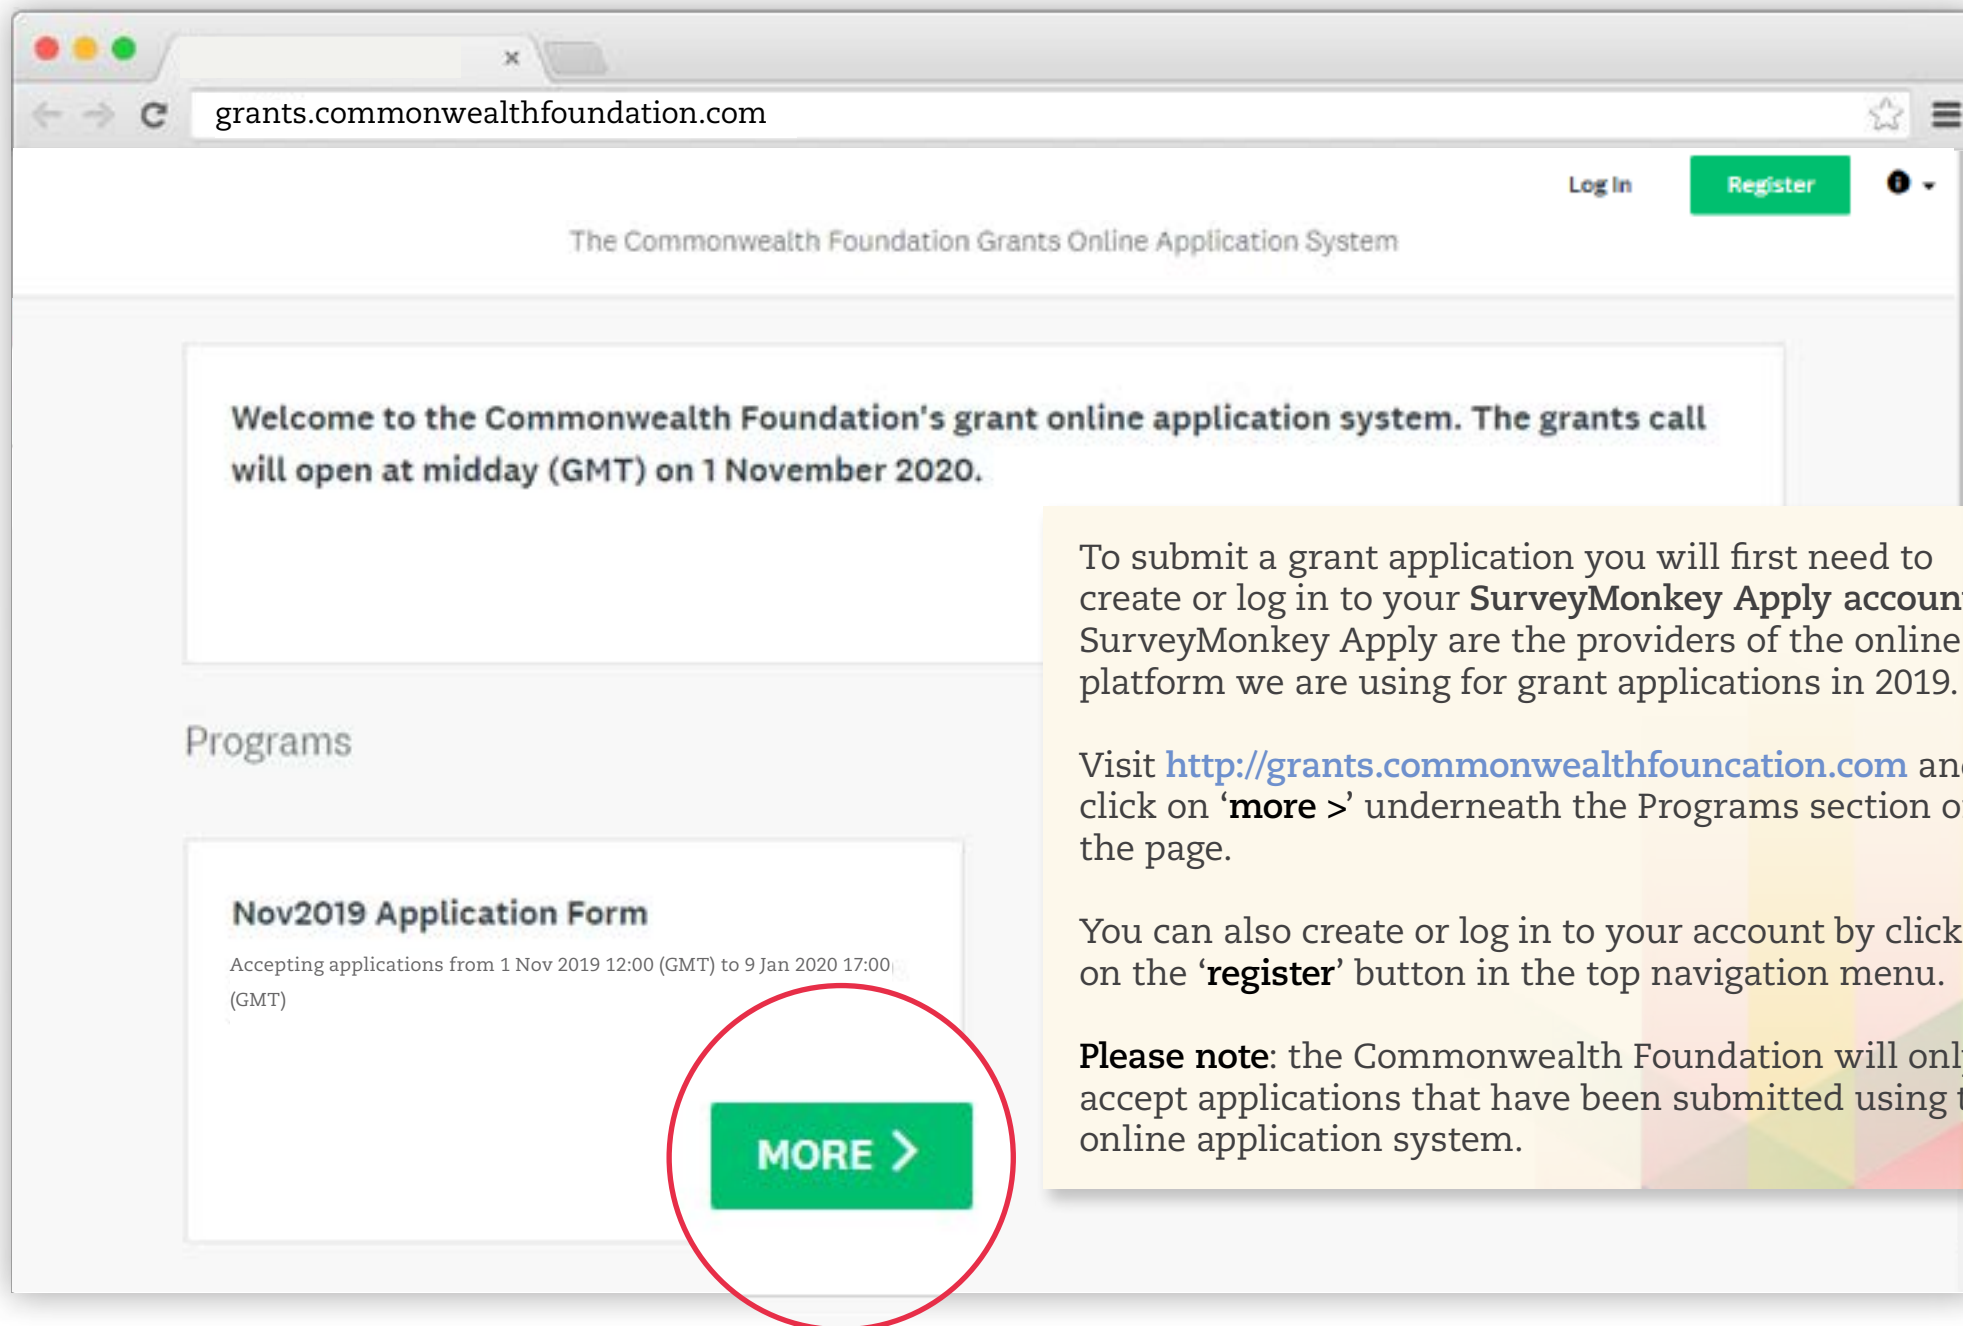 grants.commonwealthfoundation.com
Log In
Register
The Commonwealth Foundation Grants Online Application System
Welcome to the Commonwealth Foundation's grant online application system. The grants call
will open at midday (GMT) on 1 November 2020.
Programs
Nov2019 Application Form
Accepting applications from 1 Nov 2019 12:00 (GMT) to 9 Jan 2020 17:00
(GMT)
MORE >
To submit a grant application you will first need to
create or log in to your SurveyMonkey Apply account
SurveyMonkey Apply are the providers of the online
platform we are using for grant applications in 2019.
Visit http://grants.commonwealthfouncation.com and
click on ‘more >’ underneath the Programs section of
the page.
You can also create or log in to your account by click
on the ‘register’ button in the top navigation menu.
Please note: the Commonwealth Foundation will only
accept applications that have been submitted using
online application system.